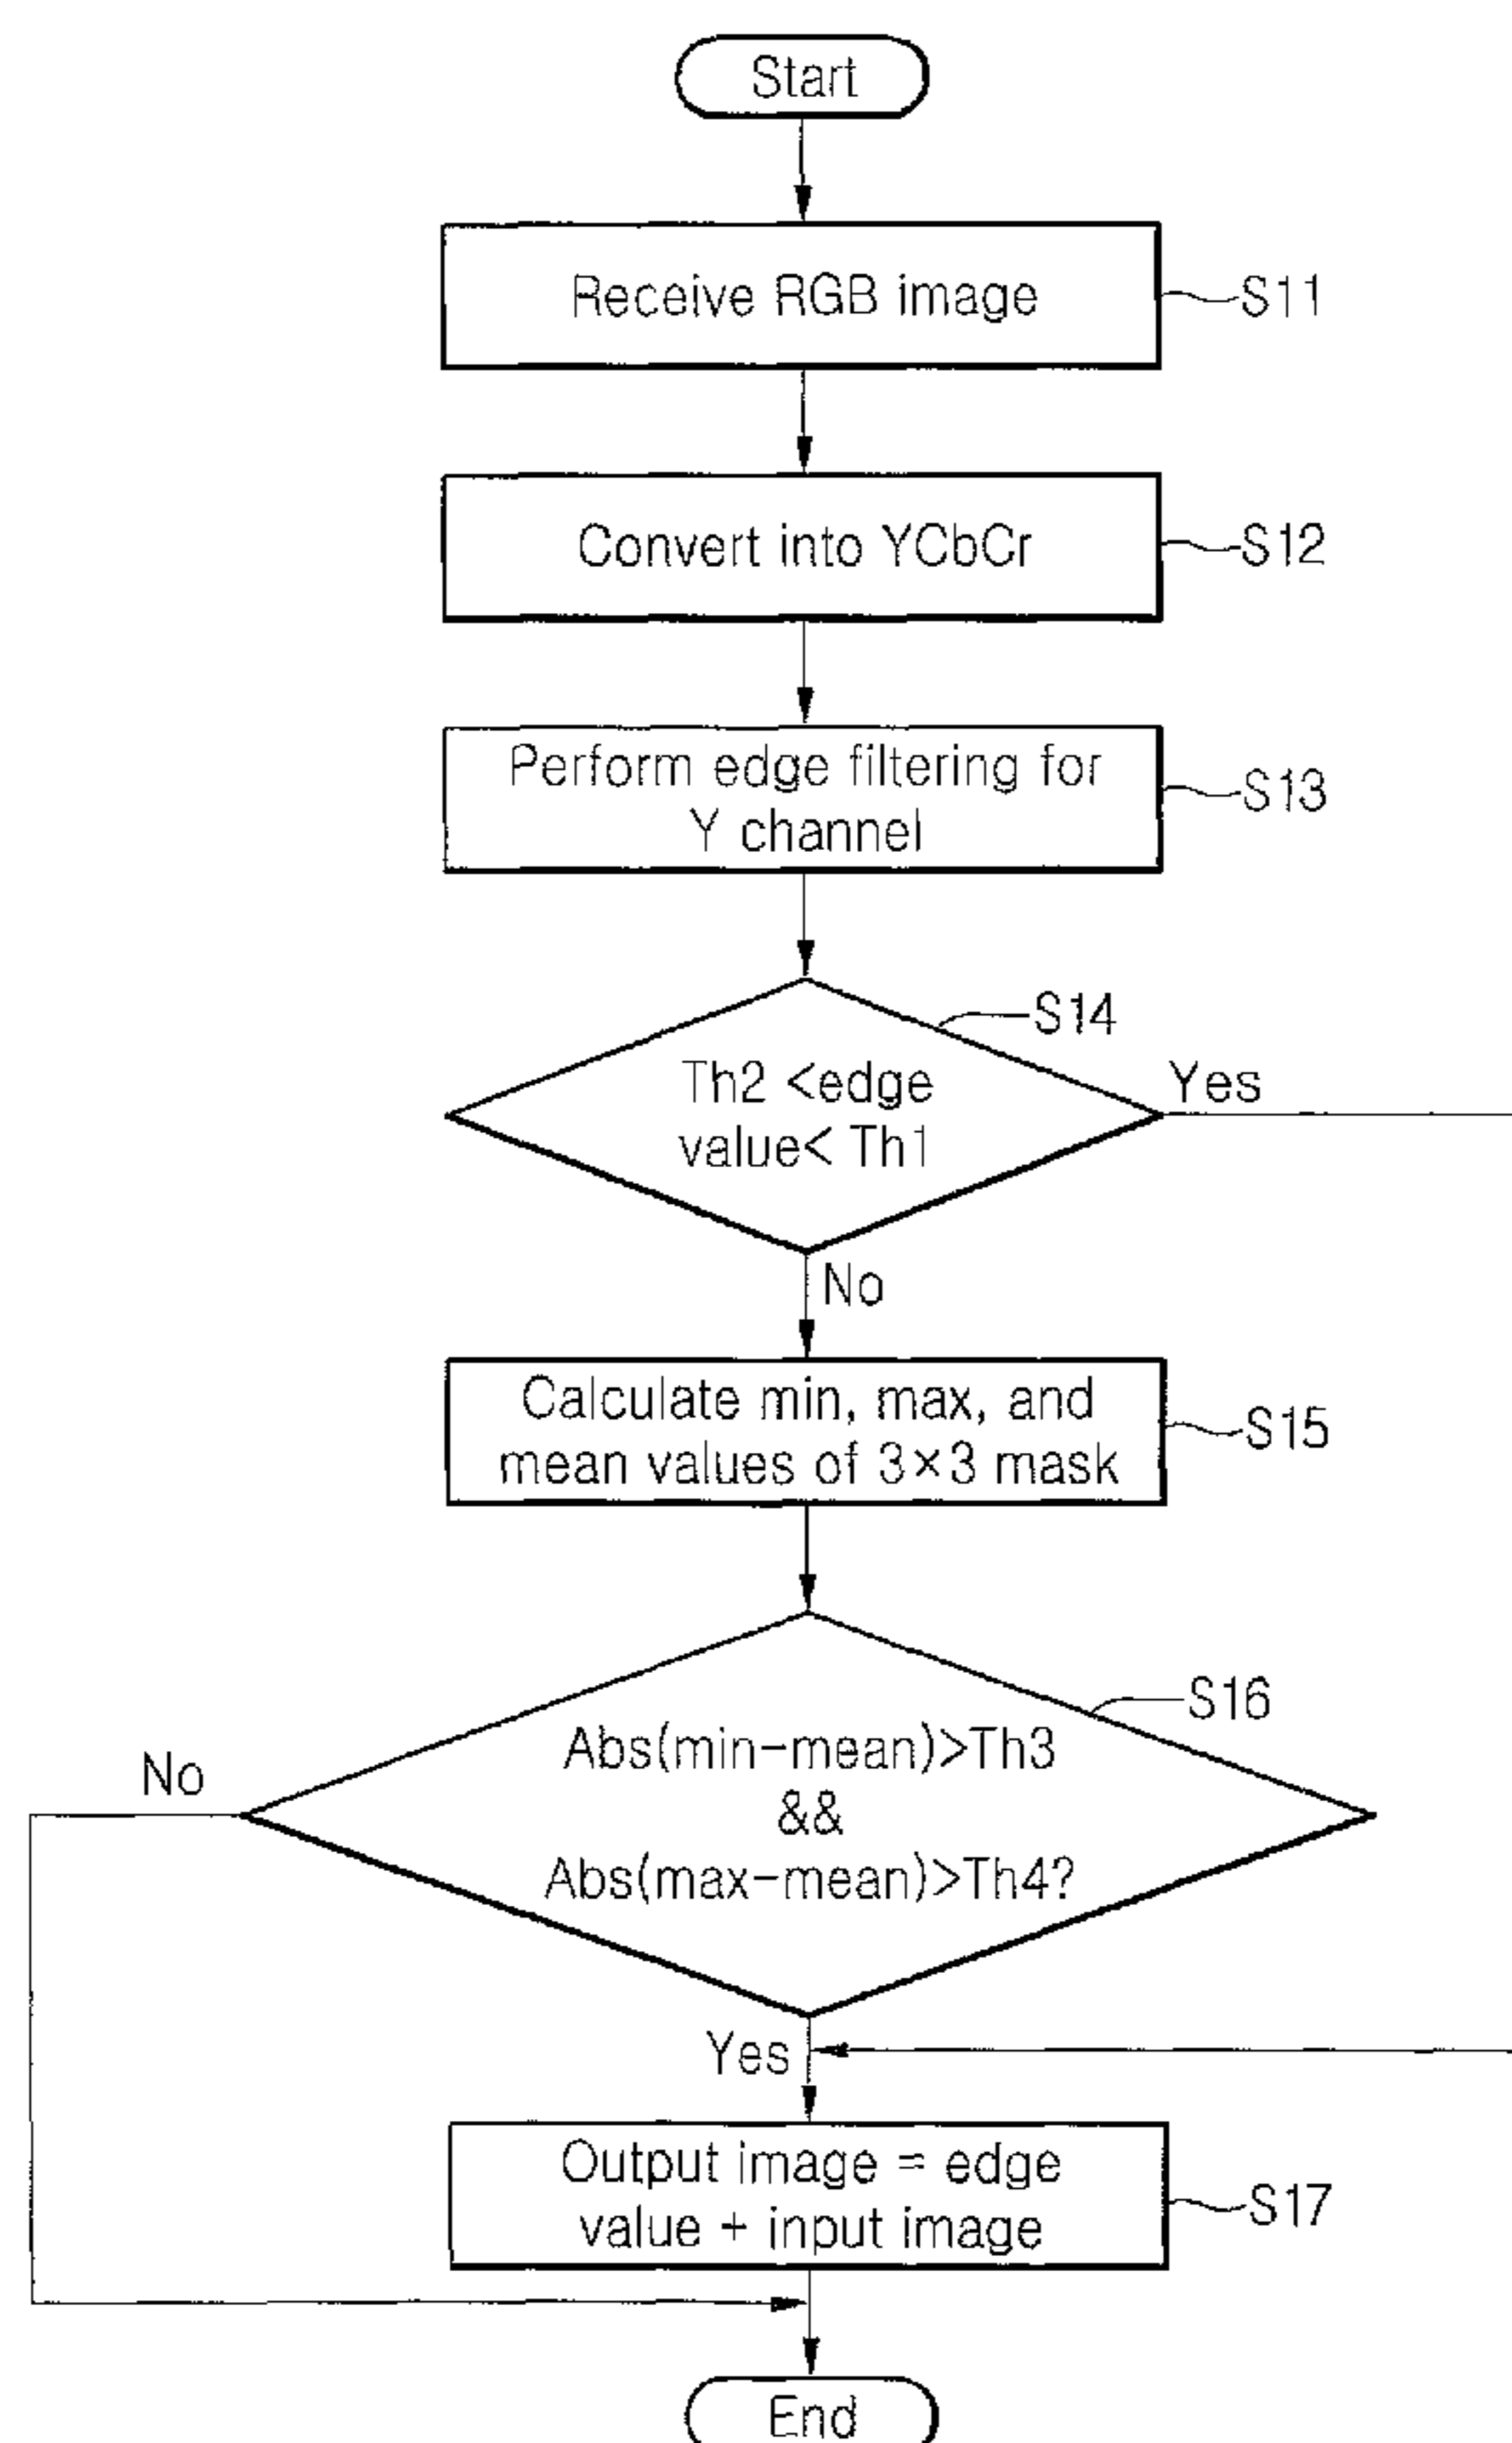 Start
Receive RGB image
S11
Convert into YCbCr
S12
Perform edge filtering for
Y channel
S13
S14
Th2 <edge
value< Th1
Yes
No
Calculate min, max, and
mean values of 3×3 mask
S15
S16
Abs(min-mean)>Th3
&&
Abs(max-mean)>Th4?
No
Yes
Output image = edge
value + input image
S17
End